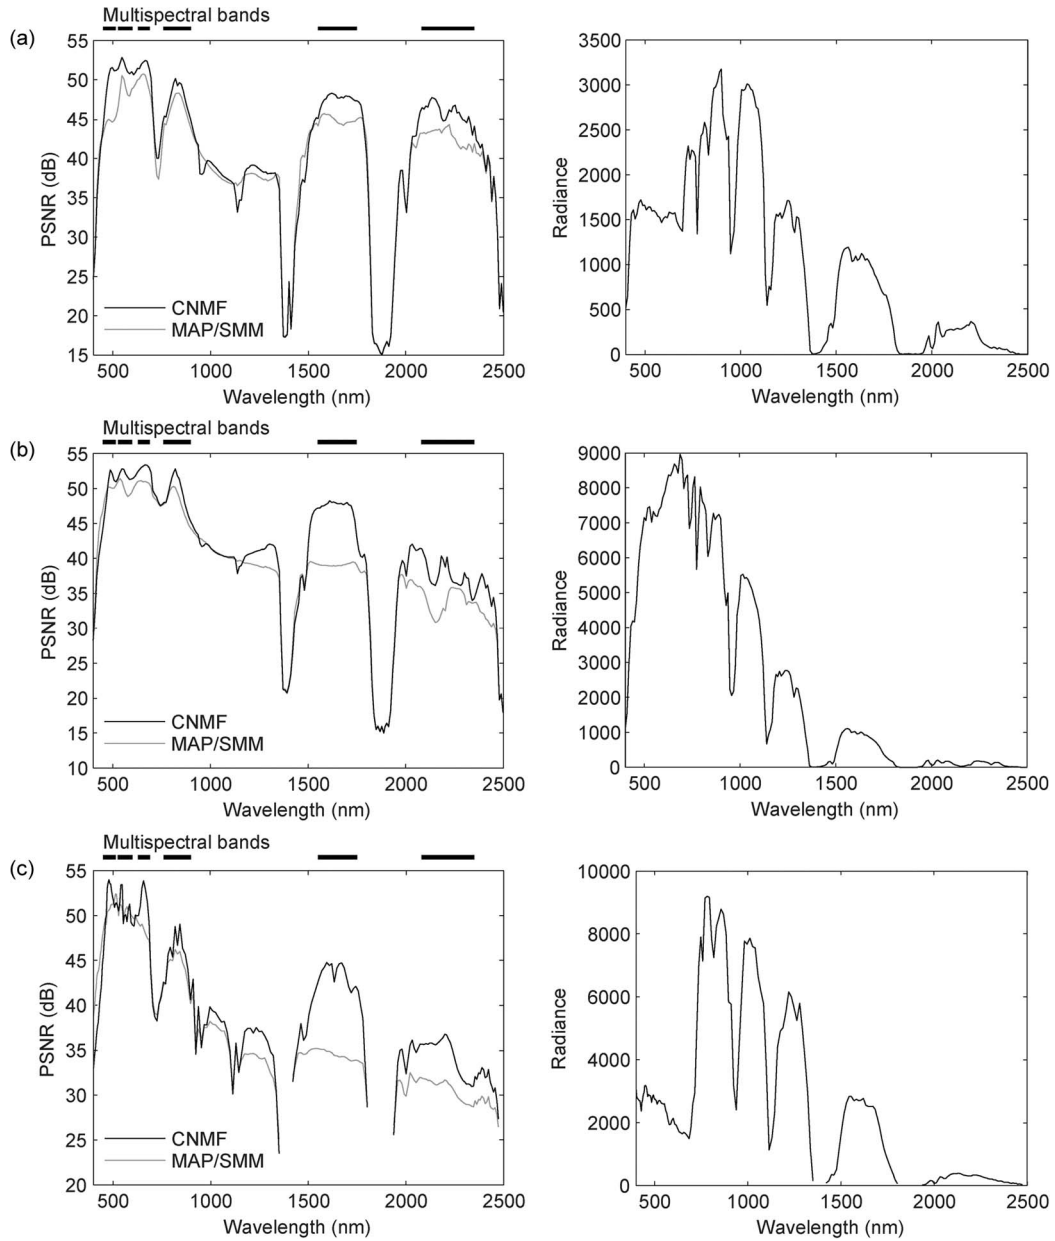 Multispectral bands
(a)
55
50
45
40
35
30
25
20
15
PSNR (dB)
CNMF
MAP/SMM
500 1000 1500 2000 2500
Wavelength (nm)
3500
3000
2500
2000
1500
1000
500
0
Radiance
500 1000 1500 2000 2500
Wavelength (nm)
Multispectral bands
(b)
55
50
45
40
35
30
25
20
15
10
PSNR (dB)
CNMF
MAP/SMM
500 1000 1500 2000 2500
Wavelength (nm)
9000
8000
7000
6000
5000
4000
3000
2000
1000
0
Radiance
500 1000 1500 2000 2500
Wavelength (nm)
Multispectral bands
(c)
55
50
45
40
35
30
25
20
PSNR (dB)
CNMF
MAP/SMM
500 1000 1500 2000 2500
Wavelength (nm)
10000
8000
6000
4000
2000
0
Radiance
500 1000 1500 2000 2500
Wavelength (nm)